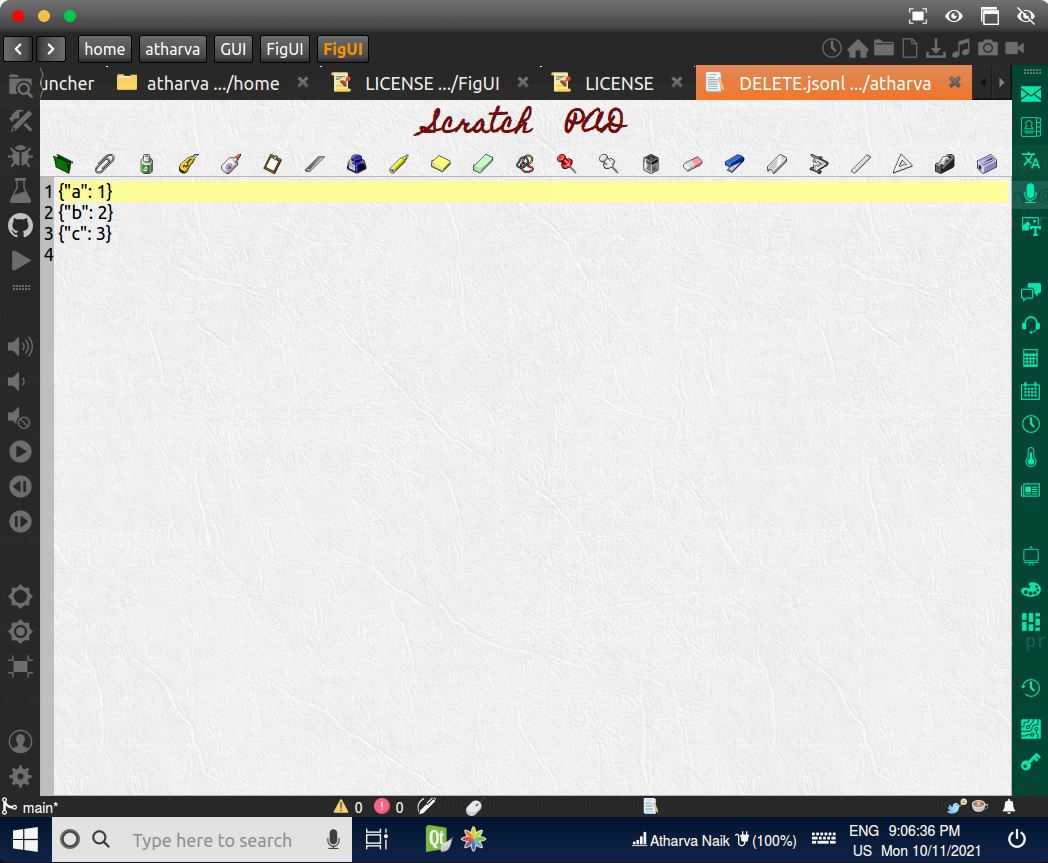 home atharva GUI FigUI FigUI
uncher atharva .../home LICENSE .../FigUI LICENSE DELETE.jsonl .../atharva
Scratch PAD
1 {"a": 1}
2 {"b": 2}
3 {"c": 3}
4
pr
main* 0 0
Type here to search Qt Atharva Naik (100%) ENG 9:06:36 PM
US Mon 10/11/2021